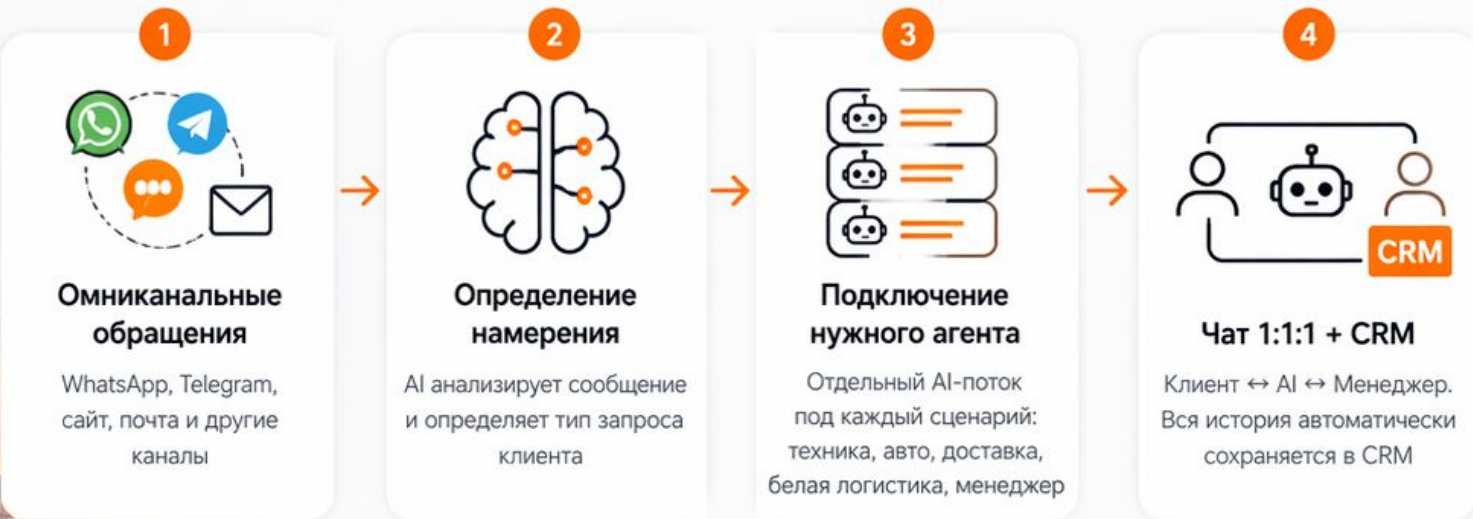 1
Омниканальные
обращения
WhatsApp, Telegram,
сайт, почта и другие
каналы
2
Определение
намерения
AI анализирует сообщение
и определяет тип запроса
клиента
3
Подключение
нужного агента
Отдельный AI-поток
под каждый сценарий:
техника, авто, доставка,
белая логистика, менеджер
4
CRM
Чат 1:1:1 + CRM
Клиент ↔ AI ↔ Менеджер.
Вся история автоматически
сохраняется в CRM